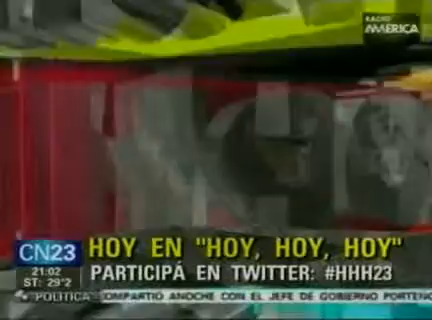 RADIO
AMERICA
HOY EN "HOY, HOY, HOY"
CN23
PARTICIPÁ EN TWITTER: #HHH23
21:02
ST: 29°2
POLITICA COMPARTIO ANOCHE CON EL JEFE DE GOBIERNO PORTEÑO